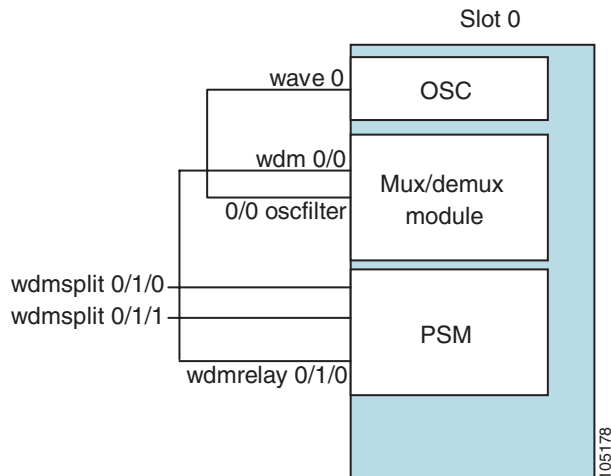 Slot 0
wave 0
OSC
wdm 0/0
Mux/demux
module
0/0 oscfilter
wdmsplit 0/1/0
wdmsplit 0/1/1
PSM
wdmrelay 0/1/0
105178